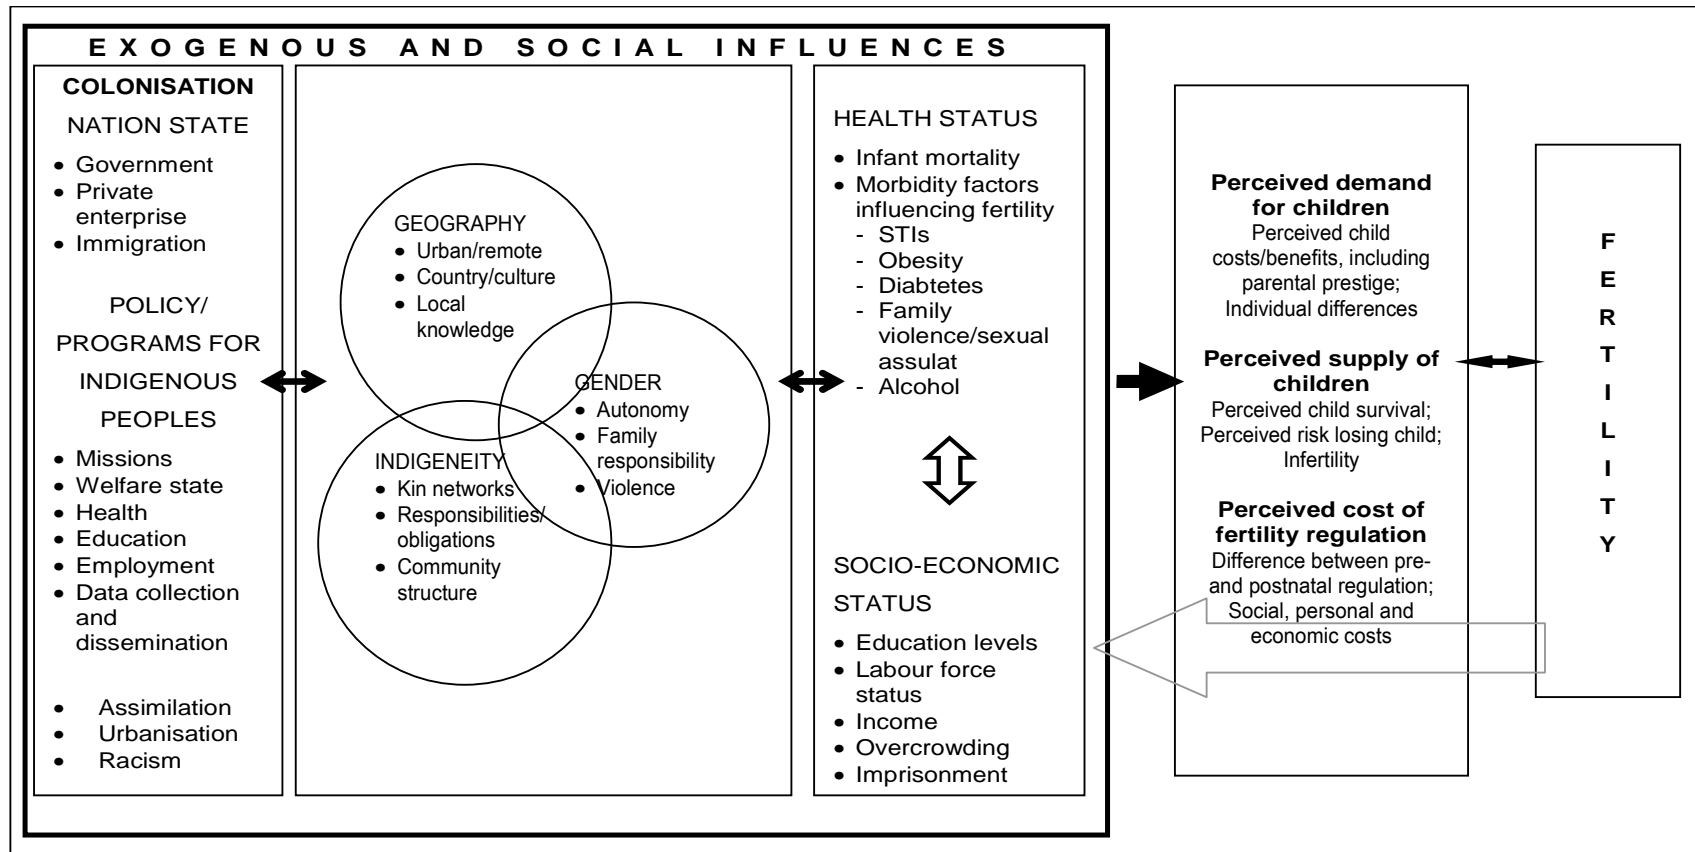 EXOGENOUS AND SOCIAL INFLUENCES
COLONISATION
NATION STATE
• Government
• Private
enterprise
• Immigration
POLICY/
PROGRAMS FOR
INDIGENOUS
PEOPLES
• Missions
• Welfare state
• Health
• Education
• Employment
• Data collection
and
dissemination
• Assimilation
• Urbanisation
• Racism
GEOGRAPHY
• Urban/remote
• Country/culture
• Local
knowledge
GENDER
• Autonomy
• Family
responsibility
• Violence
INDIGENEITY
• Kin networks
• Responsibilities/
obligations
• Community
structure
HEALTH STATUS
• Infant mortality
• Morbidity factors
influencing fertility
- STIs
- Obesity
- Diabtetes
- Family
violence/sexual
assulat
- Alcohol
SOCIO-ECONOMIC
STATUS
• Education levels
• Labour force
status
• Income
• Overcrowding
• Imprisonment
Perceived demand
for children
Perceived child
costs/benefits, including
parental prestige;
Individual differences
Perceived supply of
children
Perceived child survival;
Perceived risk losing child;
Infertility
Perceived cost of
fertility regulation
Difference between pre-
and postnatal regulation;
Social, personal and
economic costs
F
E
R
T
I
L
I
T
Y